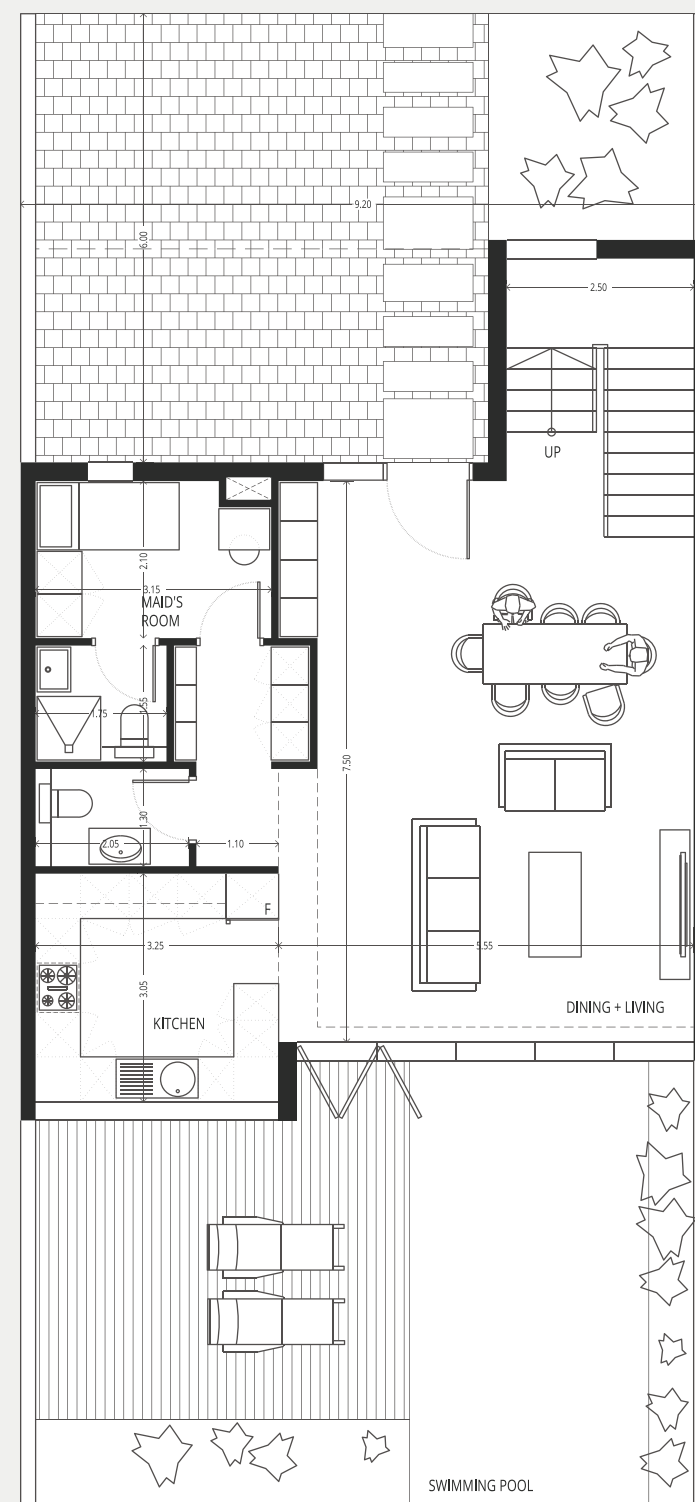 9.20
6.00
2.50
UP
2.10
3.15
MAID'S
ROOM
1.55
1.75
7.50
1.30
2.05
1.10
F
3.25
5.55
3.05
DINING + LIVING
KITCHEN
SWIMMING POOL